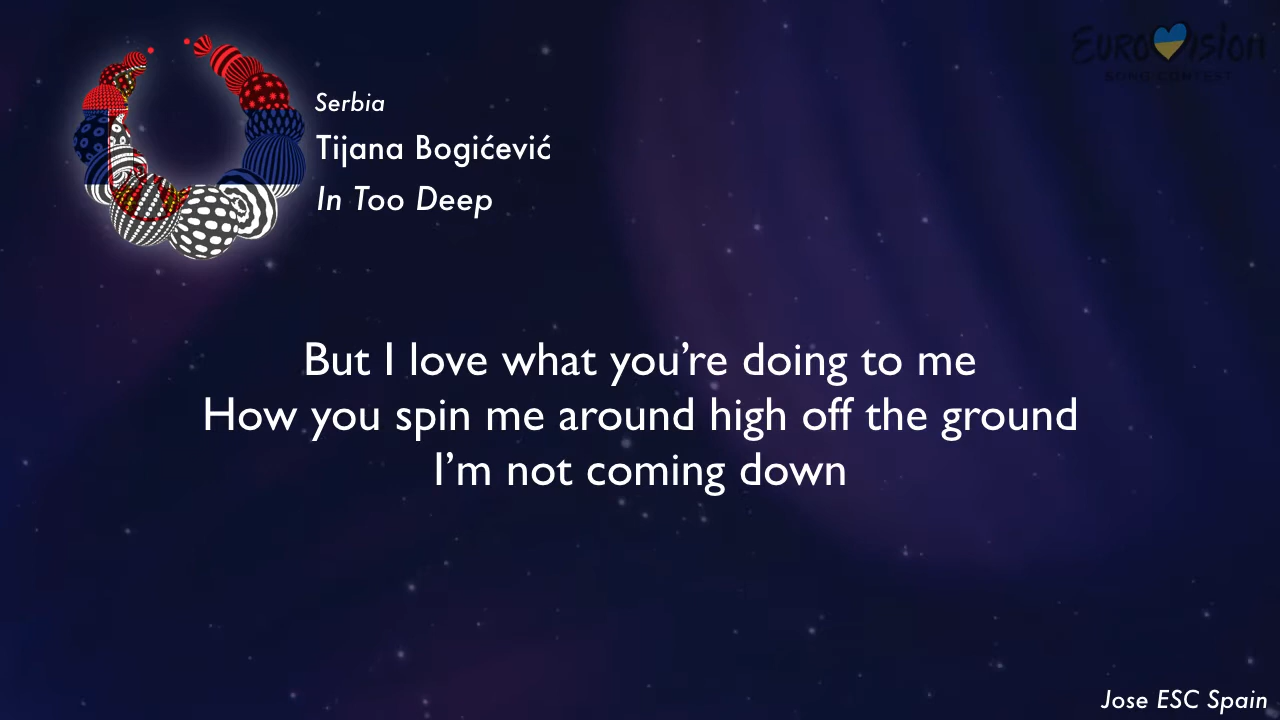 EUROVISION
SONG CONTEST
Serbia
Tijana Bogićević
In Too Deep
But I love what you’re doing to me
How you spin me around high off the ground
I’m not coming down
Jose ESC Spain